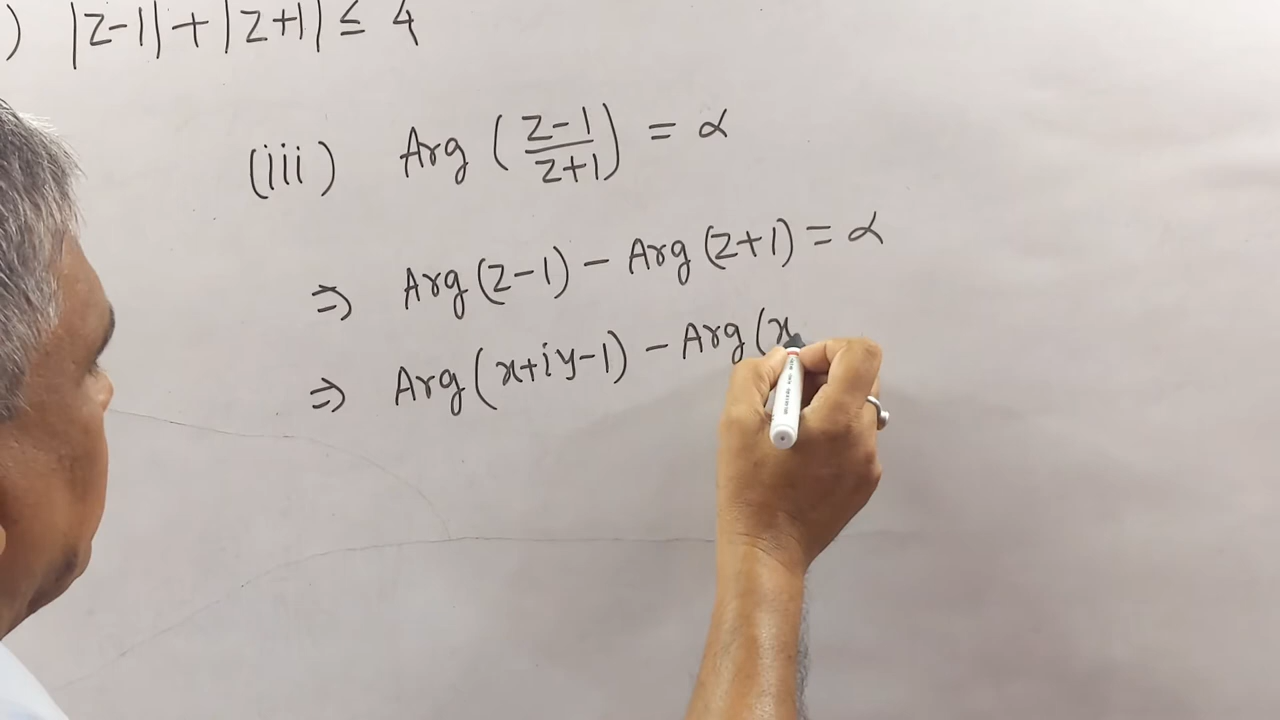 ) |z-1| + |z+1| ≤ 4
(iii) Arg (z-1/z+1) = α
⇒ Arg (z-1) - Arg (z+1) = α
⇒ Arg (x+iy-1) - Arg (x